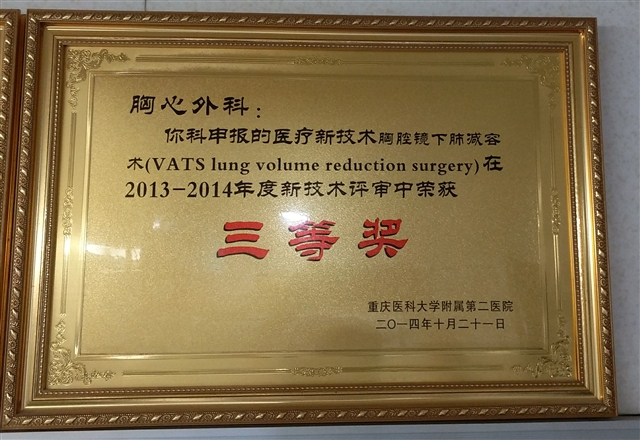 胸心外科：
你科申报的医疗新技术胸腔镜下肺减容
术(VATS lung volume reduction surgery)在
2013-2014年度新技术评审中荣获
三等奖
重庆医科大学附属第二医院
二〇一四年十月二十一日